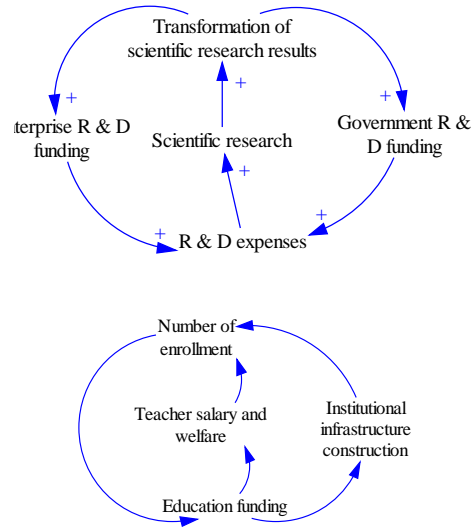 Transformation of
scientific research results
+
+
nterprise R & D
funding
Scientific research
Government R &
D funding
+
+
+
R & D expenses
Number of
enrollment
Teacher salary and
welfare
Institutional
infrastructure
construction
Education funding